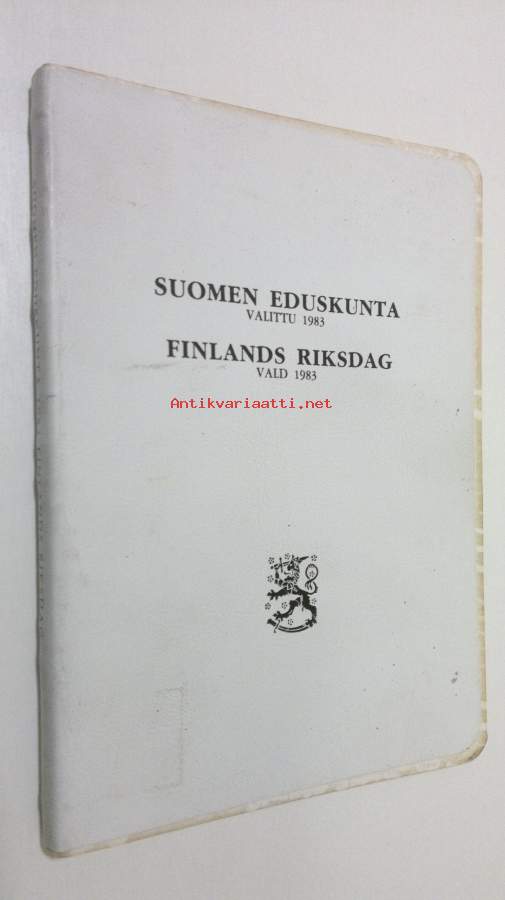 SUOMEN EDUSKUNTA
VALITTU 1983
FINLANDS RIKSDAG
VALD 1983
Antikvariaatti.net